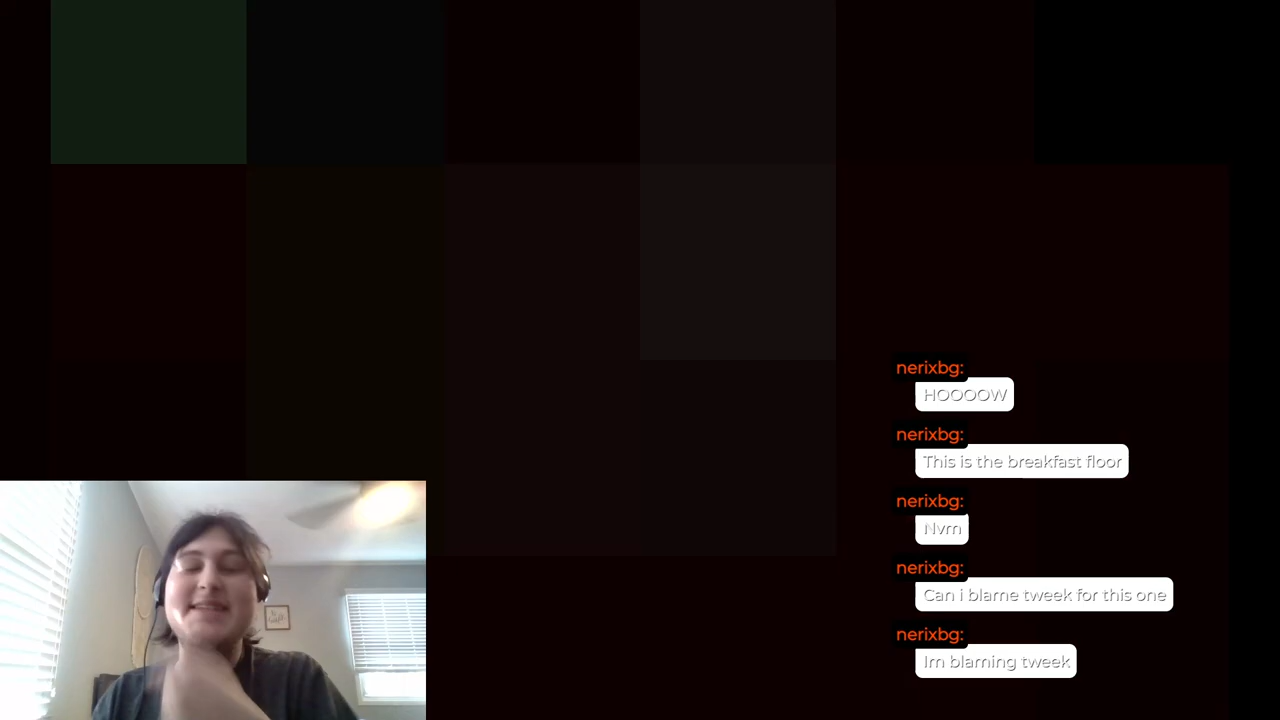 nerixbg:
HOOOOW
nerixbg:
This is the breakfast floor
nerixbg:
Nvm
nerixbg:
Can i blame tweek for this one
nerixbg:
Im blaming tweek